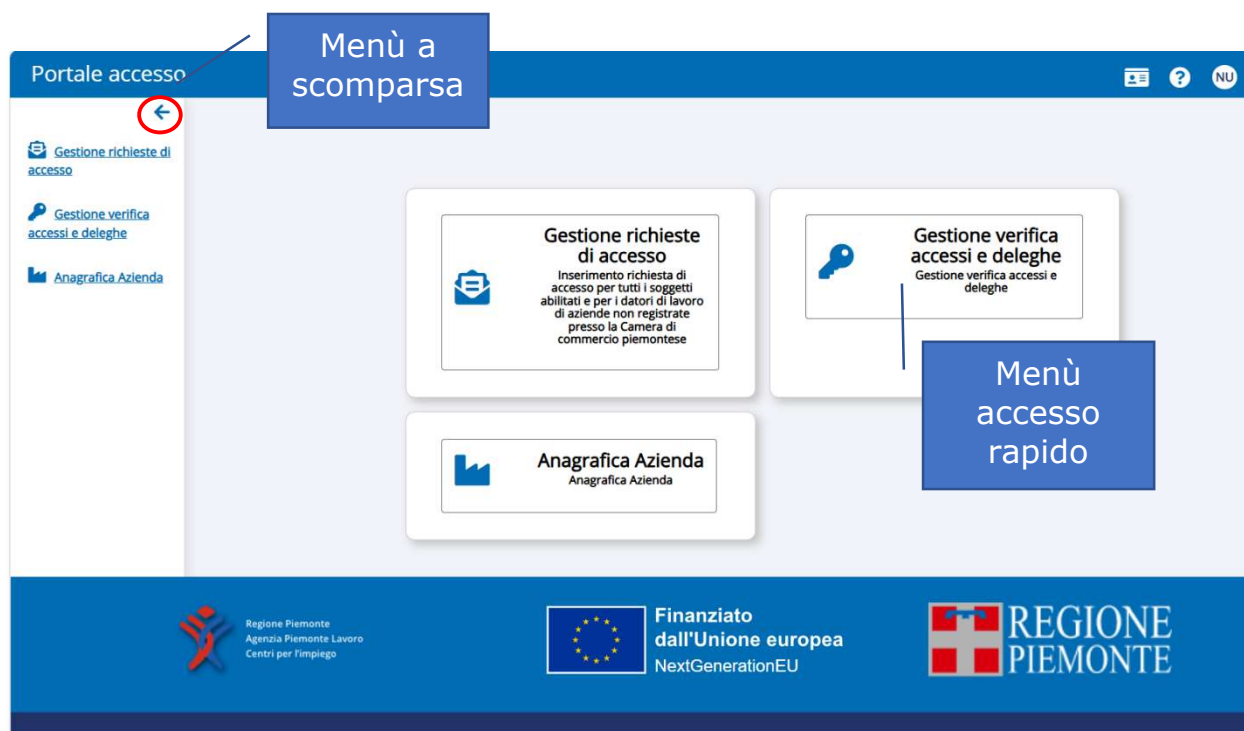 Menù a
scomparsa
Portale accesso
NU
Gestione richieste di
accesso
Gestione verifica
accessi e deleghe
Anagrafica Azienda
Gestione richieste
di accesso
Inserimento richiesta di
accesso per tutti i soggetti
abilitati e per i datori di lavoro
di aziende non registrate
presso la Camera di
commercio piemontese
Gestione verifica
accessi e deleghe
Gestione verifica accessi e
deleghe
Menù
accesso
rapido
Anagrafica Azienda
Anagrafica Azienda
Regione Piemonte
Agenzia Piemonte Lavoro
Centri per l'impiego
Finanziato
dall'Unione europea
NextGenerationEU
REGIONE
PIEMONTE